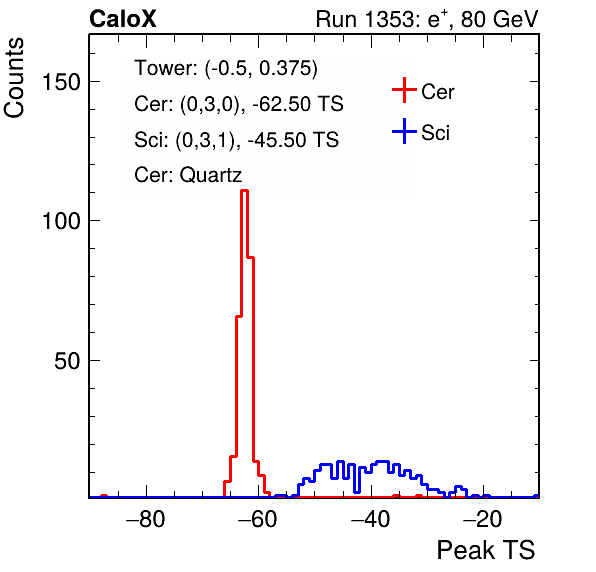 CaloX Run 1353: e⁺, 80 GeV
Counts
Tower: (-0.5, 0.375)
Cer: (0,3,0), -62.50 TS
Sci: (0,3,1), -45.50 TS
Cer: Quartz
Cer
Sci
150
100
50
−80 −60 −40 −20
Peak TS